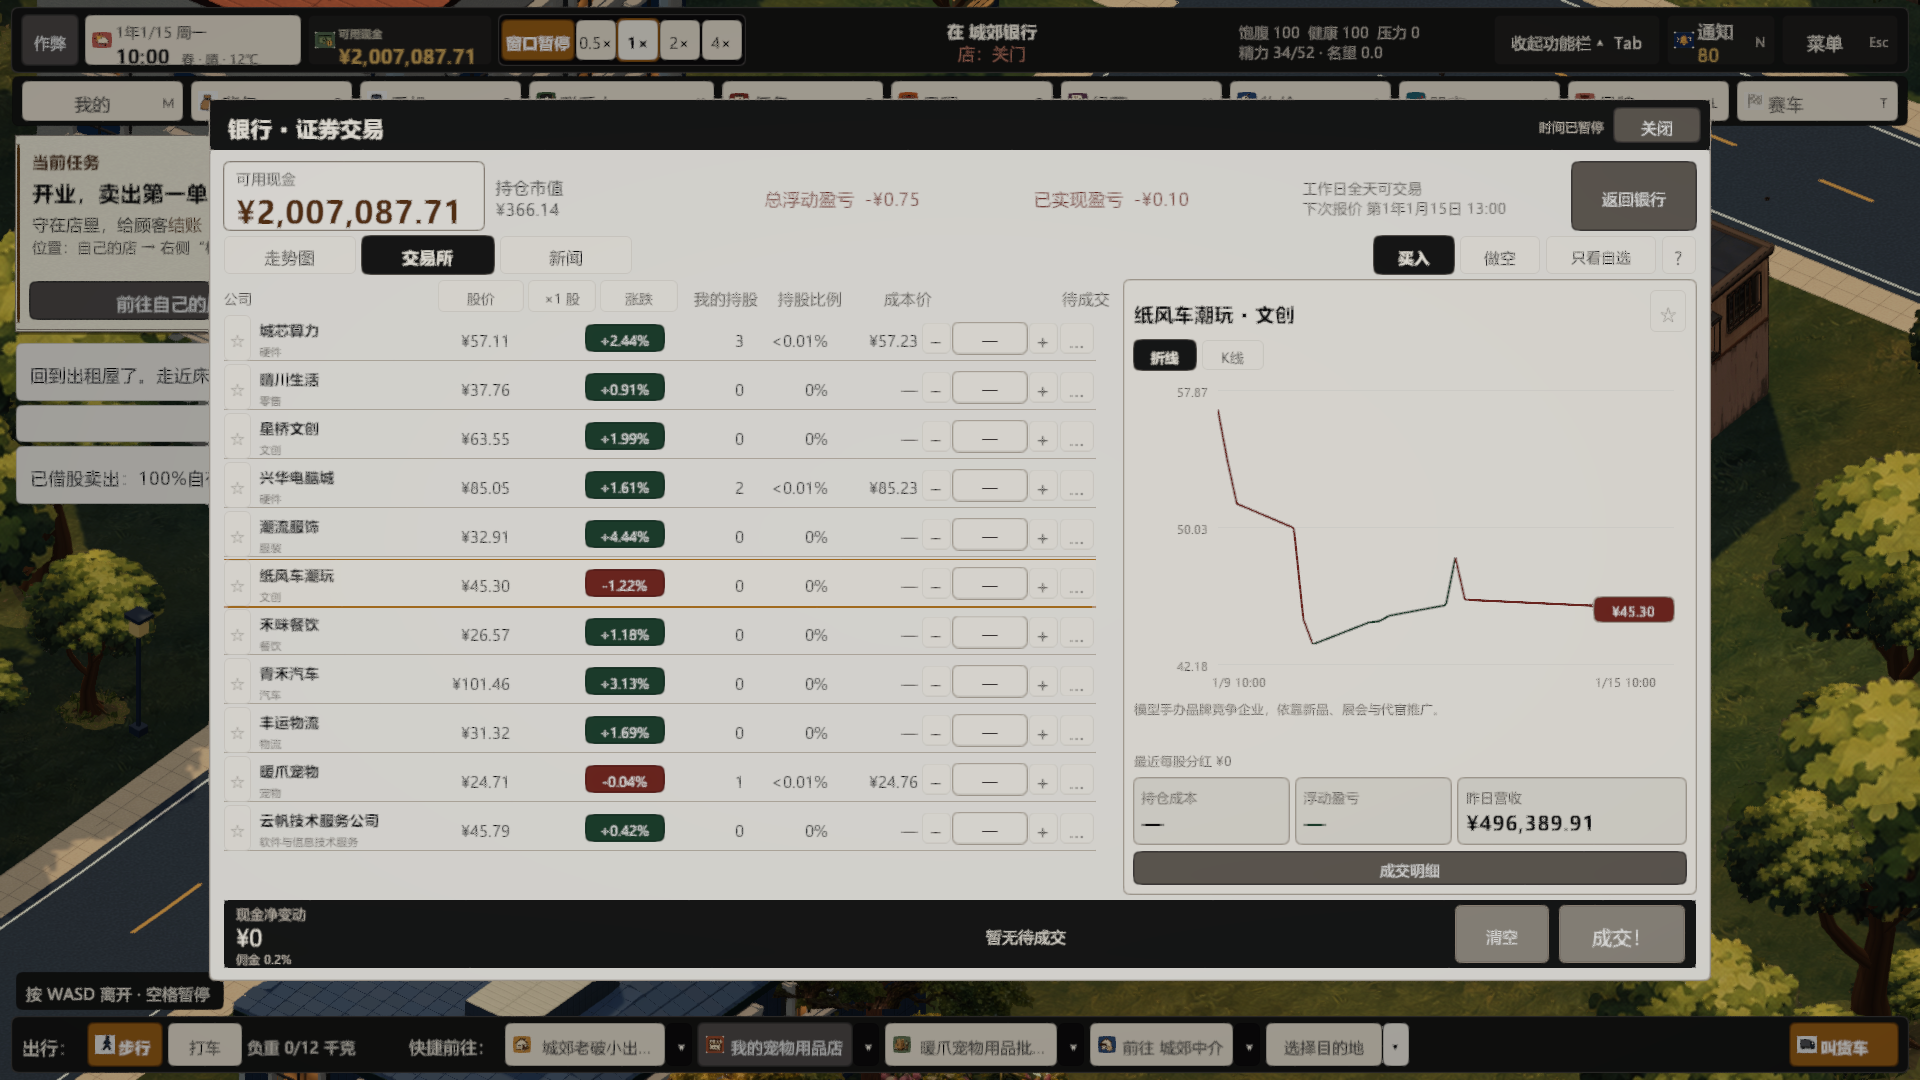 作弊
1年1/15 周一
10:00 春 · 晴 · 12℃
可用现金
¥2,007,087.71
窗口暂停
0.5×
1×
2×
4×
在 城郊银行
店：关门
饱腹 100 健康 100 压力 0
精力 34/52 · 名望 0.0
收起功能栏 ▴ Tab
通知
80
N
菜单 Esc
我的 M
赛车 T
当前任务
开业，卖出第一单
守在店里，给顾客结账
位置：自己的店 → 右侧
前往自己的
回到出租屋了。走近床
已借股卖出：100%自
银行 · 证券交易
时间已暂停
关闭
可用现金
¥2,007,087.71
持仓市值
¥366.14
总浮动盈亏 -¥0.75
已实现盈亏 -¥0.10
工作日全天可交易
下次报价 第1年1月15日 13:00
返回银行
走势图
交易所
新闻
买入
做空
只看自选
?
公司 股价 ×1 股 涨跌 我的持股 持股比例 成本价 待成交
城芯算力 ¥57.11 +2.44% 3 <0.01% ¥57.23 − — + ...
硬件
晴川生活 ¥37.76 +0.91% 0 0% — − — + ...
零售
星桥文创 ¥63.55 +1.99% 0 0% — − — + ...
文创
兴华电脑城 ¥85.05 +1.61% 2 <0.01% ¥85.23 − — + ...
硬件
潮流服饰 ¥32.91 +4.44% 0 0% — − — + ...
服装
纸风车潮玩 ¥45.30 -1.22% 0 0% — − — + ...
文创
禾味餐饮 ¥26.57 +1.18% 0 0% — − — + ...
餐饮
青禾汽车 ¥101.46 +3.13% 0 0% — − — + ...
汽车
丰运物流 ¥31.32 +1.69% 0 0% — − — + ...
物流
暖爪宠物 ¥24.71 -0.04% 1 <0.01% ¥24.76 − — + ...
宠物
云帆技术服务公司 ¥45.79 +0.42% 0 0% — − — + ...
软件与信息技术服务
纸风车潮玩 · 文创
折线
K线
57.87
50.03
42.18
¥45.30
1/9 10:00
1/15 10:00
模型手办品牌竞争企业，依靠新品、展会与代言推广。
最近每股分红 ¥0
持仓成本
—
浮动盈亏
—
昨日营收
¥496,389.91
成交明细
现金净变动
¥0
佣金 0.2%
暂无待成交
清空
成交！
按 WASD 离开 · 空格暂停
出行：
步行
打车
负重 0/12 千克
快捷前往：
城郊老破小出...
我的宠物用品店
暖爪宠物用品批...
前往 城郊中介
选择目的地
叫货车